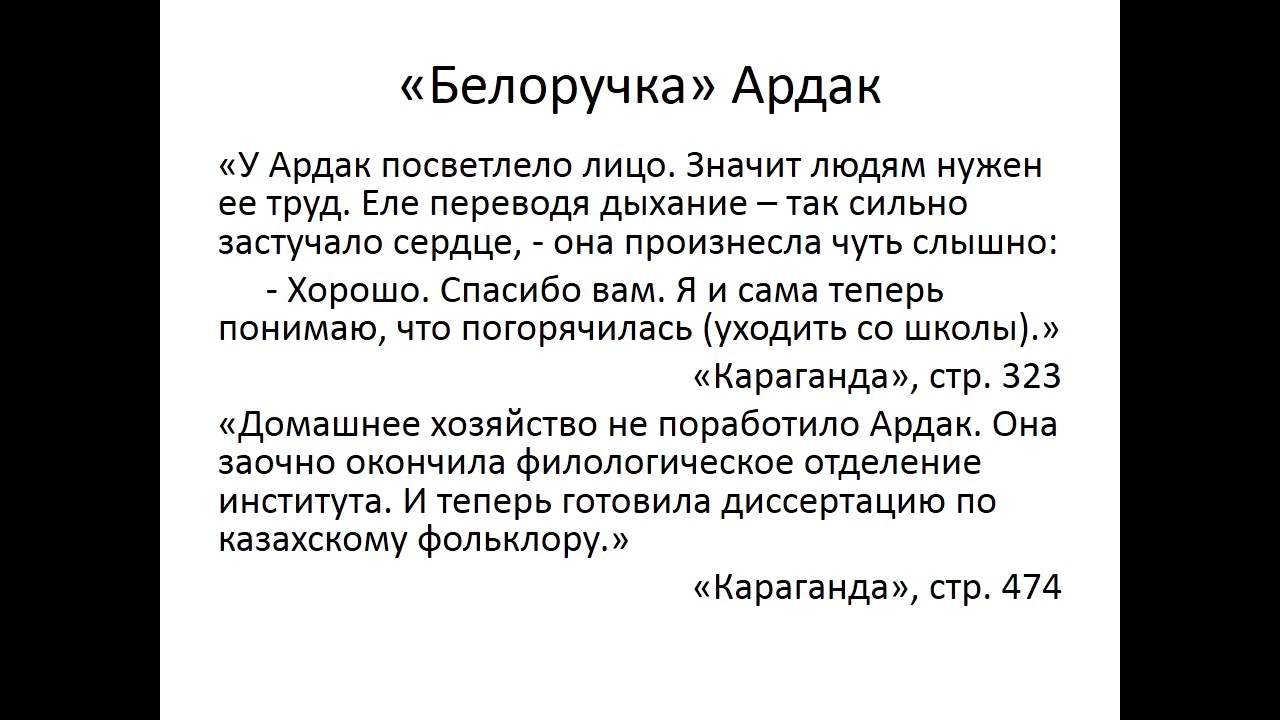 «Белоручка» Ардак
«У Ардак посветлело лицо. Значит людям нужен
ее труд. Еле переводя дыхание – так сильно
застучало сердце, - она произнесла чуть слышно:
- Хорошо. Спасибо вам. Я и сама теперь
понимаю, что погорячилась (уходить со школы).»
«Караганда», стр. 323
«Домашнее хозяйство не поработило Ардак. Она
заочно окончила филологическое отделение
института. И теперь готовила диссертацию по
казахскому фольклору.»
«Караганда», стр. 474